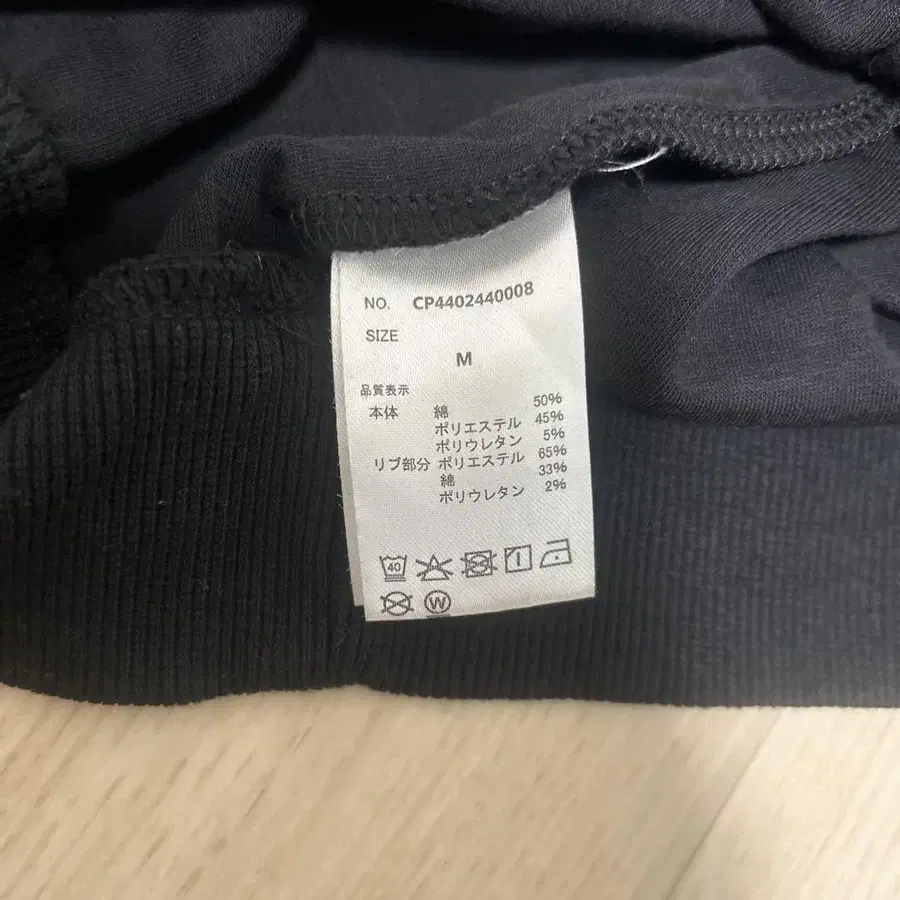 NO. CP4402440008
SIZE
M
品質表示
本体 綿 50%
ポリエステル 45%
ポリウレタン 5%
リブ部分 ポリエステル 65%
綿 33%
ポリウレタン 2%
40
W